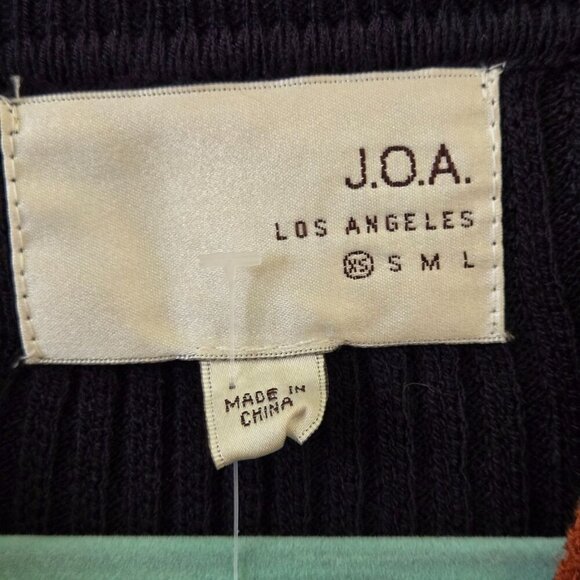 J.O.A.
LOS ANGELES
XS S M L
MADE IN
CHINA